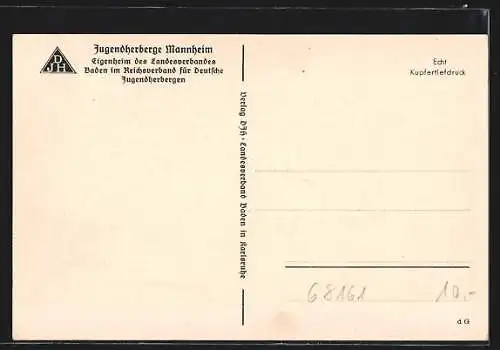 DJH
Jugendherberge Mannheim
Eigenheim des Landesverbandes
Baden im Reichsverband für Deutsche
Jugendherbergen
Verlag DJH-Landesverband Baden in Karlsruhe
Echt
Kupfertiefdruck
68161
10,-
d G